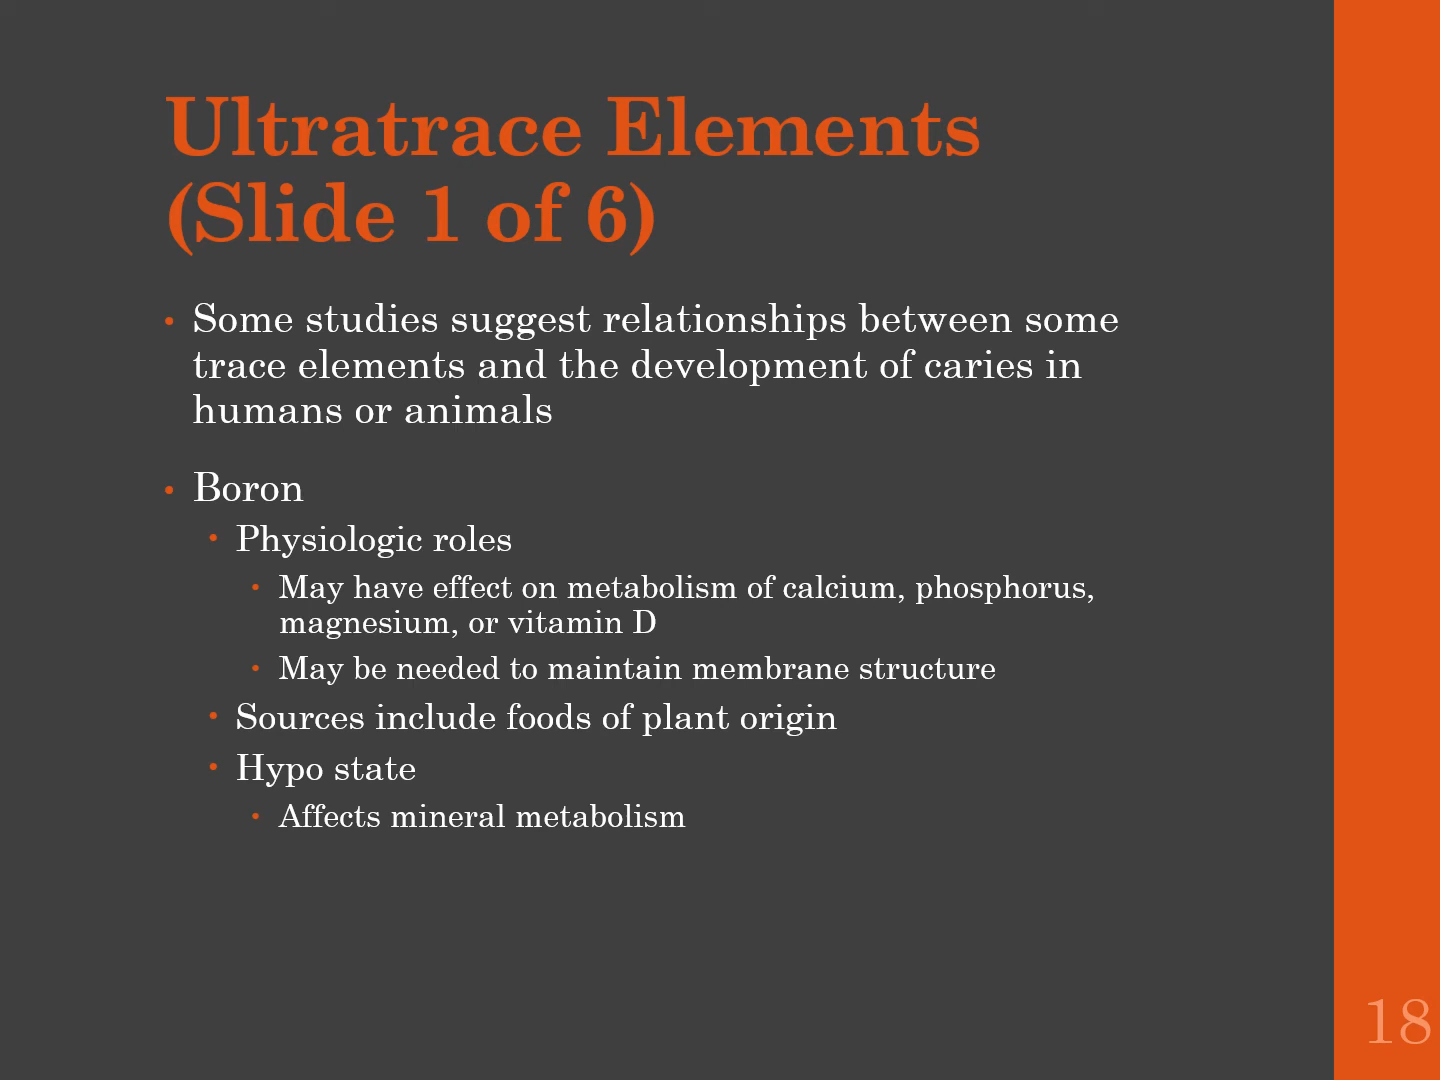 Ultratrace Elements
(Slide 1 of 6)
• Some studies suggest relationships between some
trace elements and the development of caries in
humans or animals
• Boron
• Physiologic roles
• May have effect on metabolism of calcium, phosphorus,
magnesium, or vitamin D
• May be needed to maintain membrane structure
• Sources include foods of plant origin
• Hypo state
• Affects mineral metabolism
18